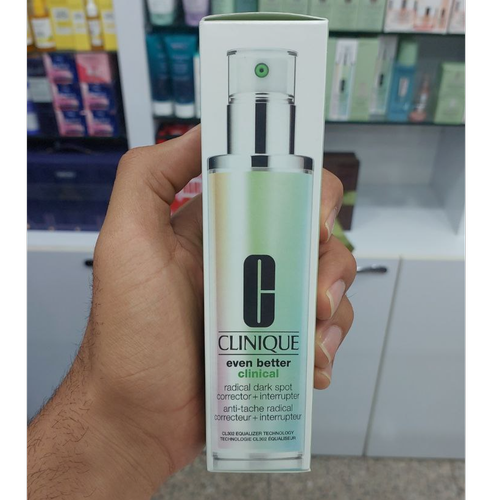 C
CLINIQUE
even better
clinical
radical dark spot
corrector + interrupter
anti-tache radical
correcteur + interrupteur
CL302 EQUALIZER TECHNOLOGY
TECHNOLOGIE CL302 ÉQUALISEUR